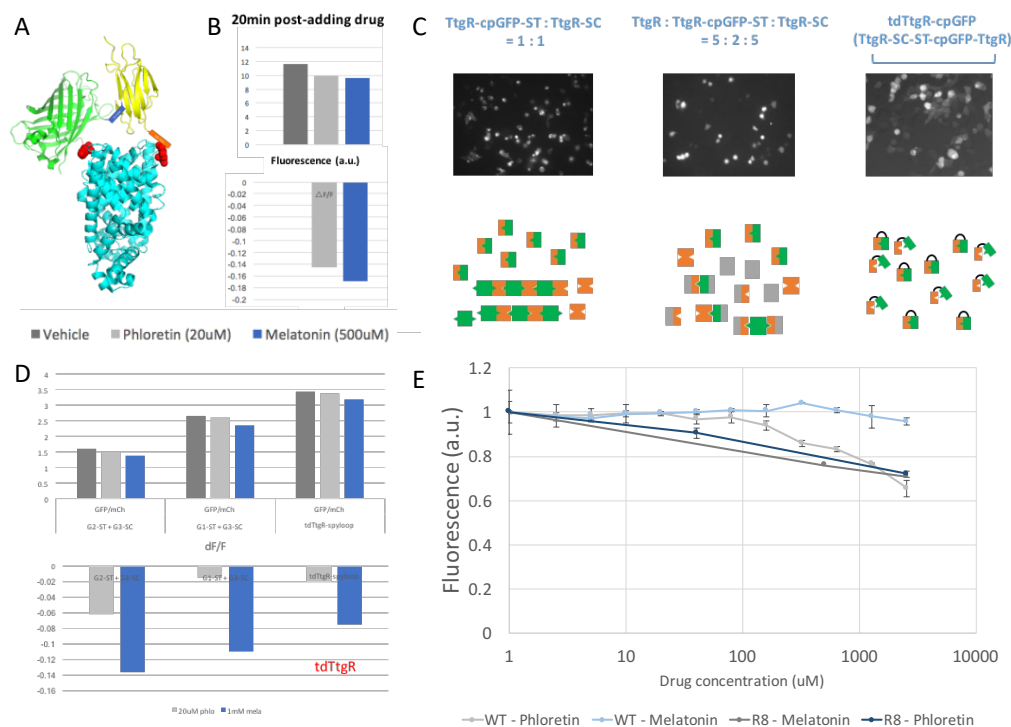 A
B
20min post-adding drug
14
12
10
8
6
4
2
0
Fluorescence (a.u.)
0
-0.02
-0.04
-0.06
-0.08
-0.1
-0.12
-0.14
-0.16
-0.18
-0.2
△F/F
Vehicle
Phloretin (20uM)
Melatonin (500uM)
C
TtgR-cpGFP-ST : TtgR-SC
= 1 : 1
TtgR : TtgR-cpGFP-ST : TtgR-SC
= 5 : 2 : 5
tdTtgR-cpGFP
(TtgR-SC-ST-cpGFP-TtgR)
D
4
3.5
3
2.5
2
1.5
1
0.5
0
GFP/mCh
GFP/mCh
GFP/mCh
G2-ST + G3-SC
G1-ST + G3-SC
tdTtgR-spyloop
dF/F
0
-0.02
-0.04
-0.06
-0.08
-0.1
-0.12
-0.14
-0.16
G2-ST + G3-SC
G1-ST + G3-SC
tdTtgR-spyloop
tdTtgR
20uM phlo
1mM mela
E
Fluorescence (a.u.)
1.2
1
0.8
0.6
0.4
0.2
0
1
10
100
1000
10000
Drug concentration (uM)
WT - Phloretin
WT - Melatonin
R8 - Melatonin
R8 - Phloretin